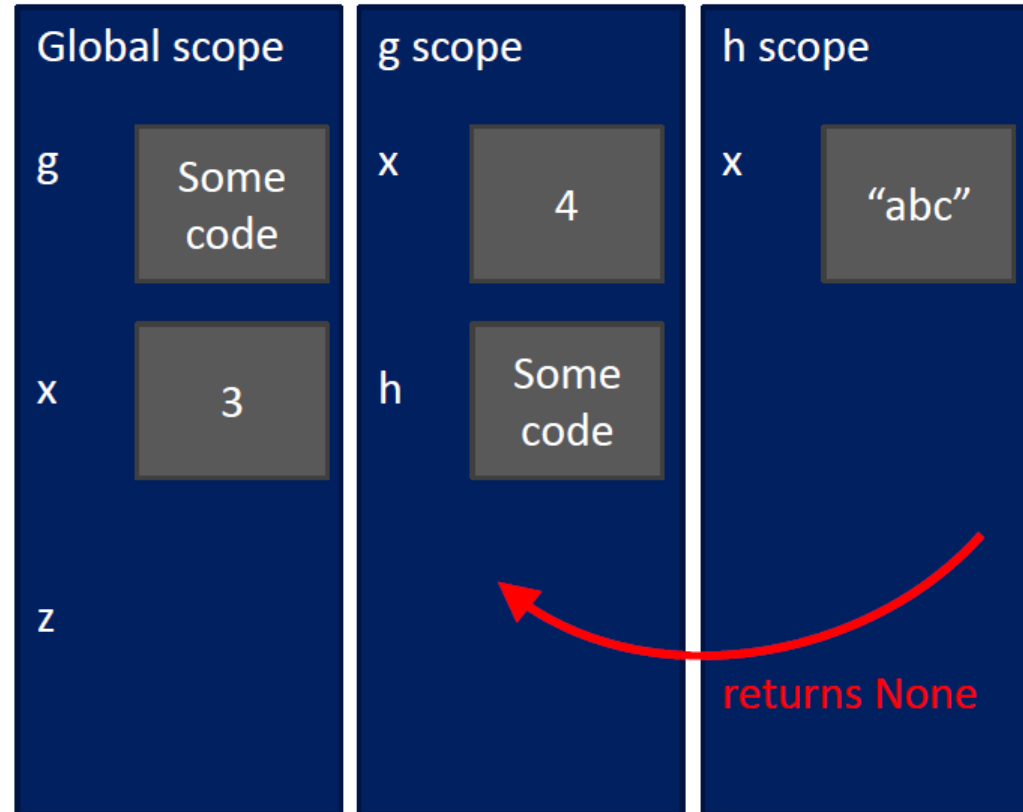 Global scope
g
Some
code
x
3
z
g scope
x
4
h
Some
code
h scope
x
“abc”
returns None